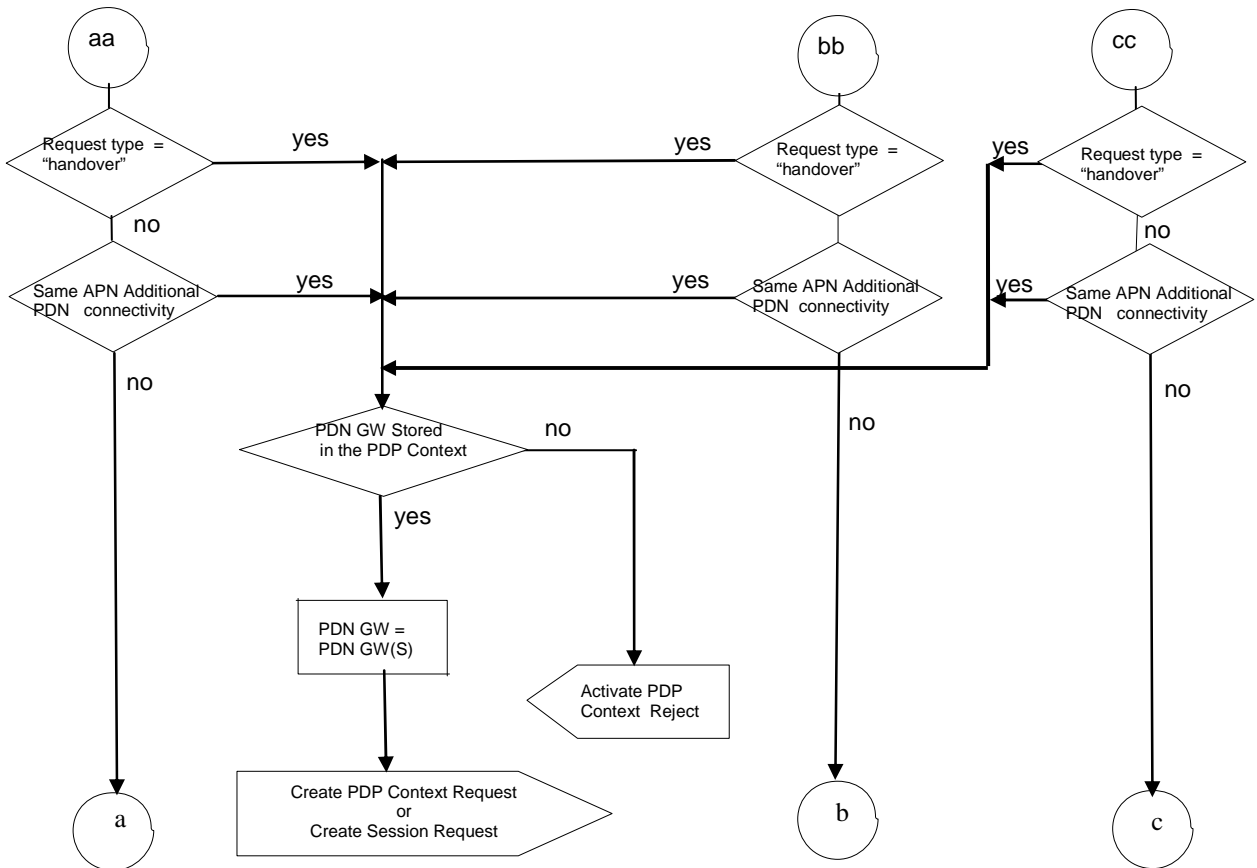 aa
bb
cc
Request type =
“handover”
yes
yes
Request type =
“handover”
yes
Request type =
“handover”
no
no
Same APN Additional
PDN connectivity
yes
yes
Same APN Additional
PDN connectivity
yes
Same APN Additional
PDN connectivity
no
no
no
PDN GW Stored
in the PDP Context
no
yes
PDN GW =
PDN GW(S)
Activate PDP
Context Reject
Create PDP Context Request
or
Create Session Request
a
b
c